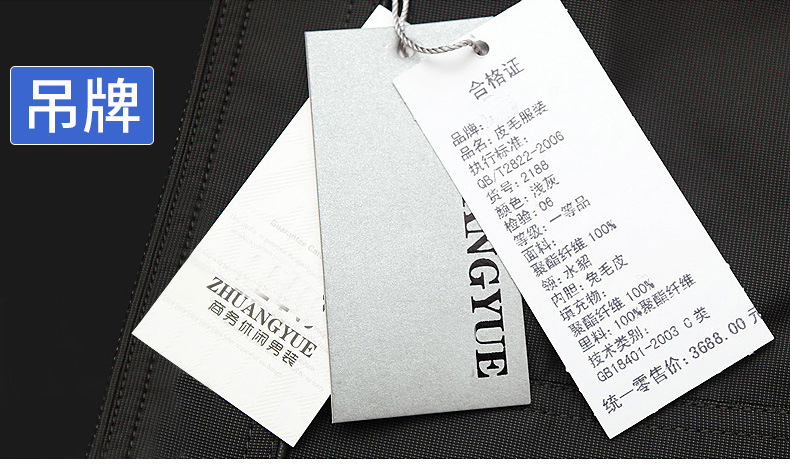 吊牌
Guarantee Car
ZHUANGYUE
商务休闲男装
NGYUE
合格证
品牌:
品名: 皮毛服装
执行标准:
QB/T2822-2006
货号: 2188
颜色: 浅灰
检验: 06
等级: 一等品
面料:
聚酯纤维 100%
领: 水貂
内胆: 兔毛皮
填充物:
聚酯纤维 100%
里料: 100%聚酯纤维
技术类别:
GB18401-2003 C 类
统一零售价: 3688.00 元